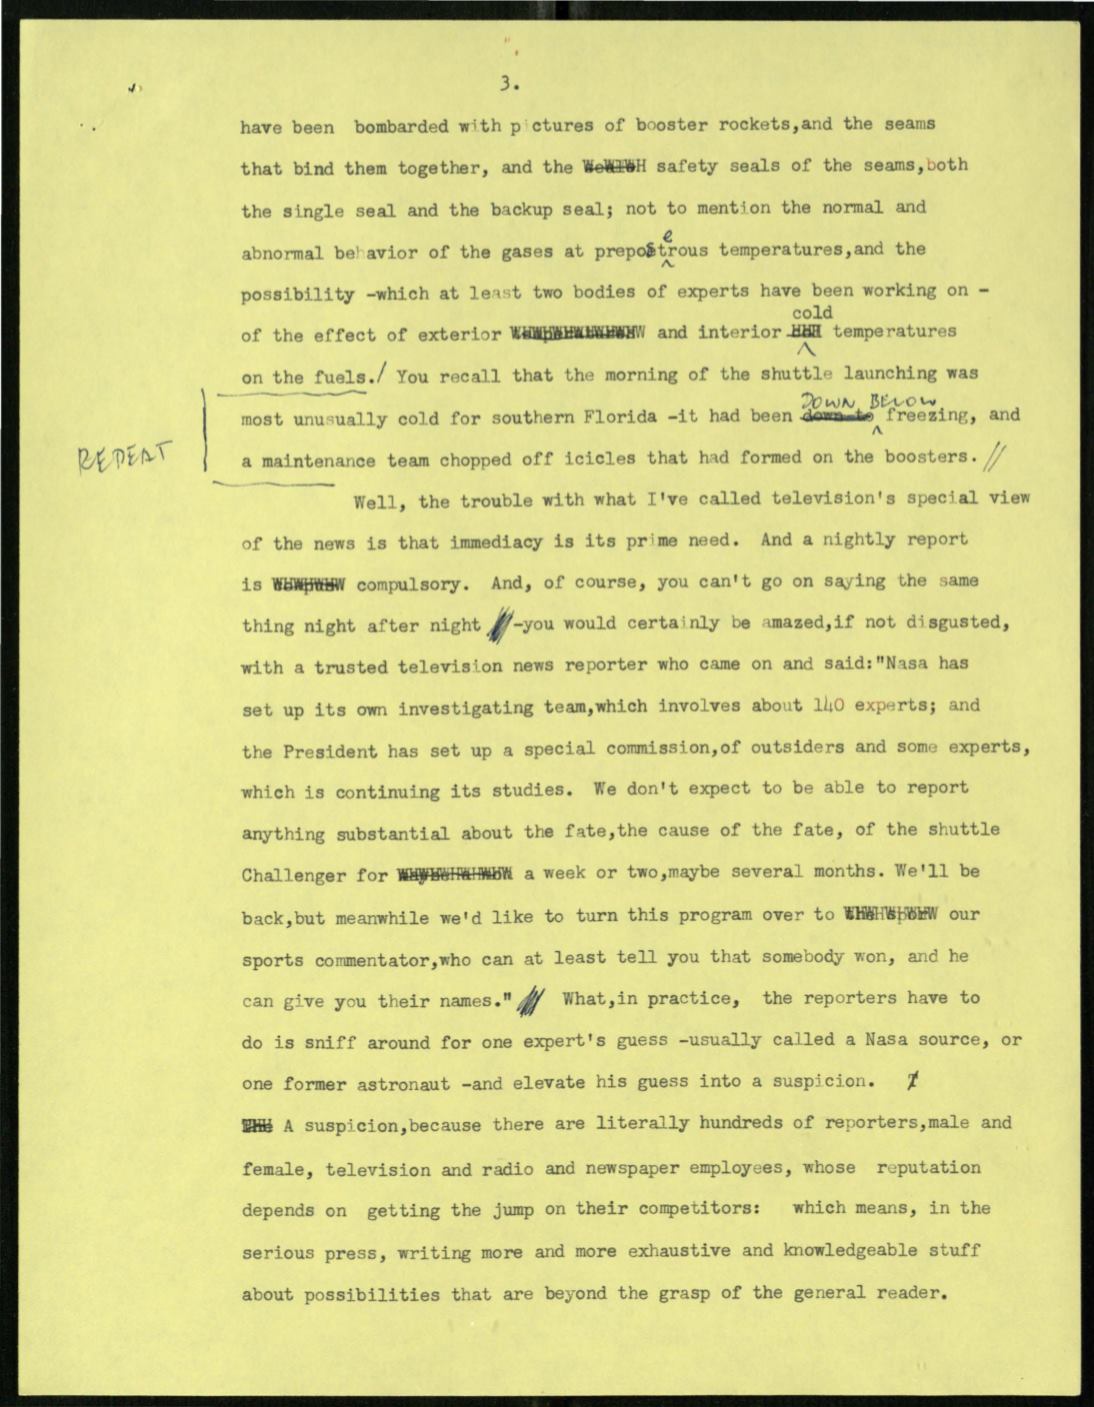 3.
have been bombarded with pictures of booster rockets,and the seams
that bind them together, and the safety seals of the seams,both
the single seal and the backup seal; not to mention the normal and
abnormal behavior of the gases at preposterous temperatures,and the
possibility -which at least two bodies of experts have been working on -
of the effect of exterior and interior cold temperatures
on the fuels./ You recall that the morning of the shuttle launching was
most unusually cold for southern Florida -it had been DOWN BELOW freezing, and
REPEAT
a maintenance team chopped off icicles that had formed on the boosters. //
Well, the trouble with what I've called television's special view
of the news is that immediacy is its prime need. And a nightly report
is compulsory. And, of course, you can't go on saying the same
thing night after night -you would certainly be amazed,if not disgusted,
with a trusted television news reporter who came on and said:"Nasa has
set up its own investigating team,which involves about 140 experts; and
the President has set up a special commission,of outsiders and some experts,
which is continuing its studies. We don't expect to be able to report
anything substantial about the fate,the cause of the fate, of the shuttle
Challenger for a week or two,maybe several months. We'll be
back,but meanwhile we'd like to turn this program over to our
sports commentator,who can at least tell you that somebody won, and he
can give you their names." What,in practice, the reporters have to
do is sniff around for one expert's guess -usually called a Nasa source, or
one former astronaut -and elevate his guess into a suspicion.
A suspicion,because there are literally hundreds of reporters,male and
female, television and radio and newspaper employees, whose reputation
depends on getting the jump on their competitors: which means, in the
serious press, writing more and more exhaustive and knowledgeable stuff
about possibilities that are beyond the grasp of the general reader.